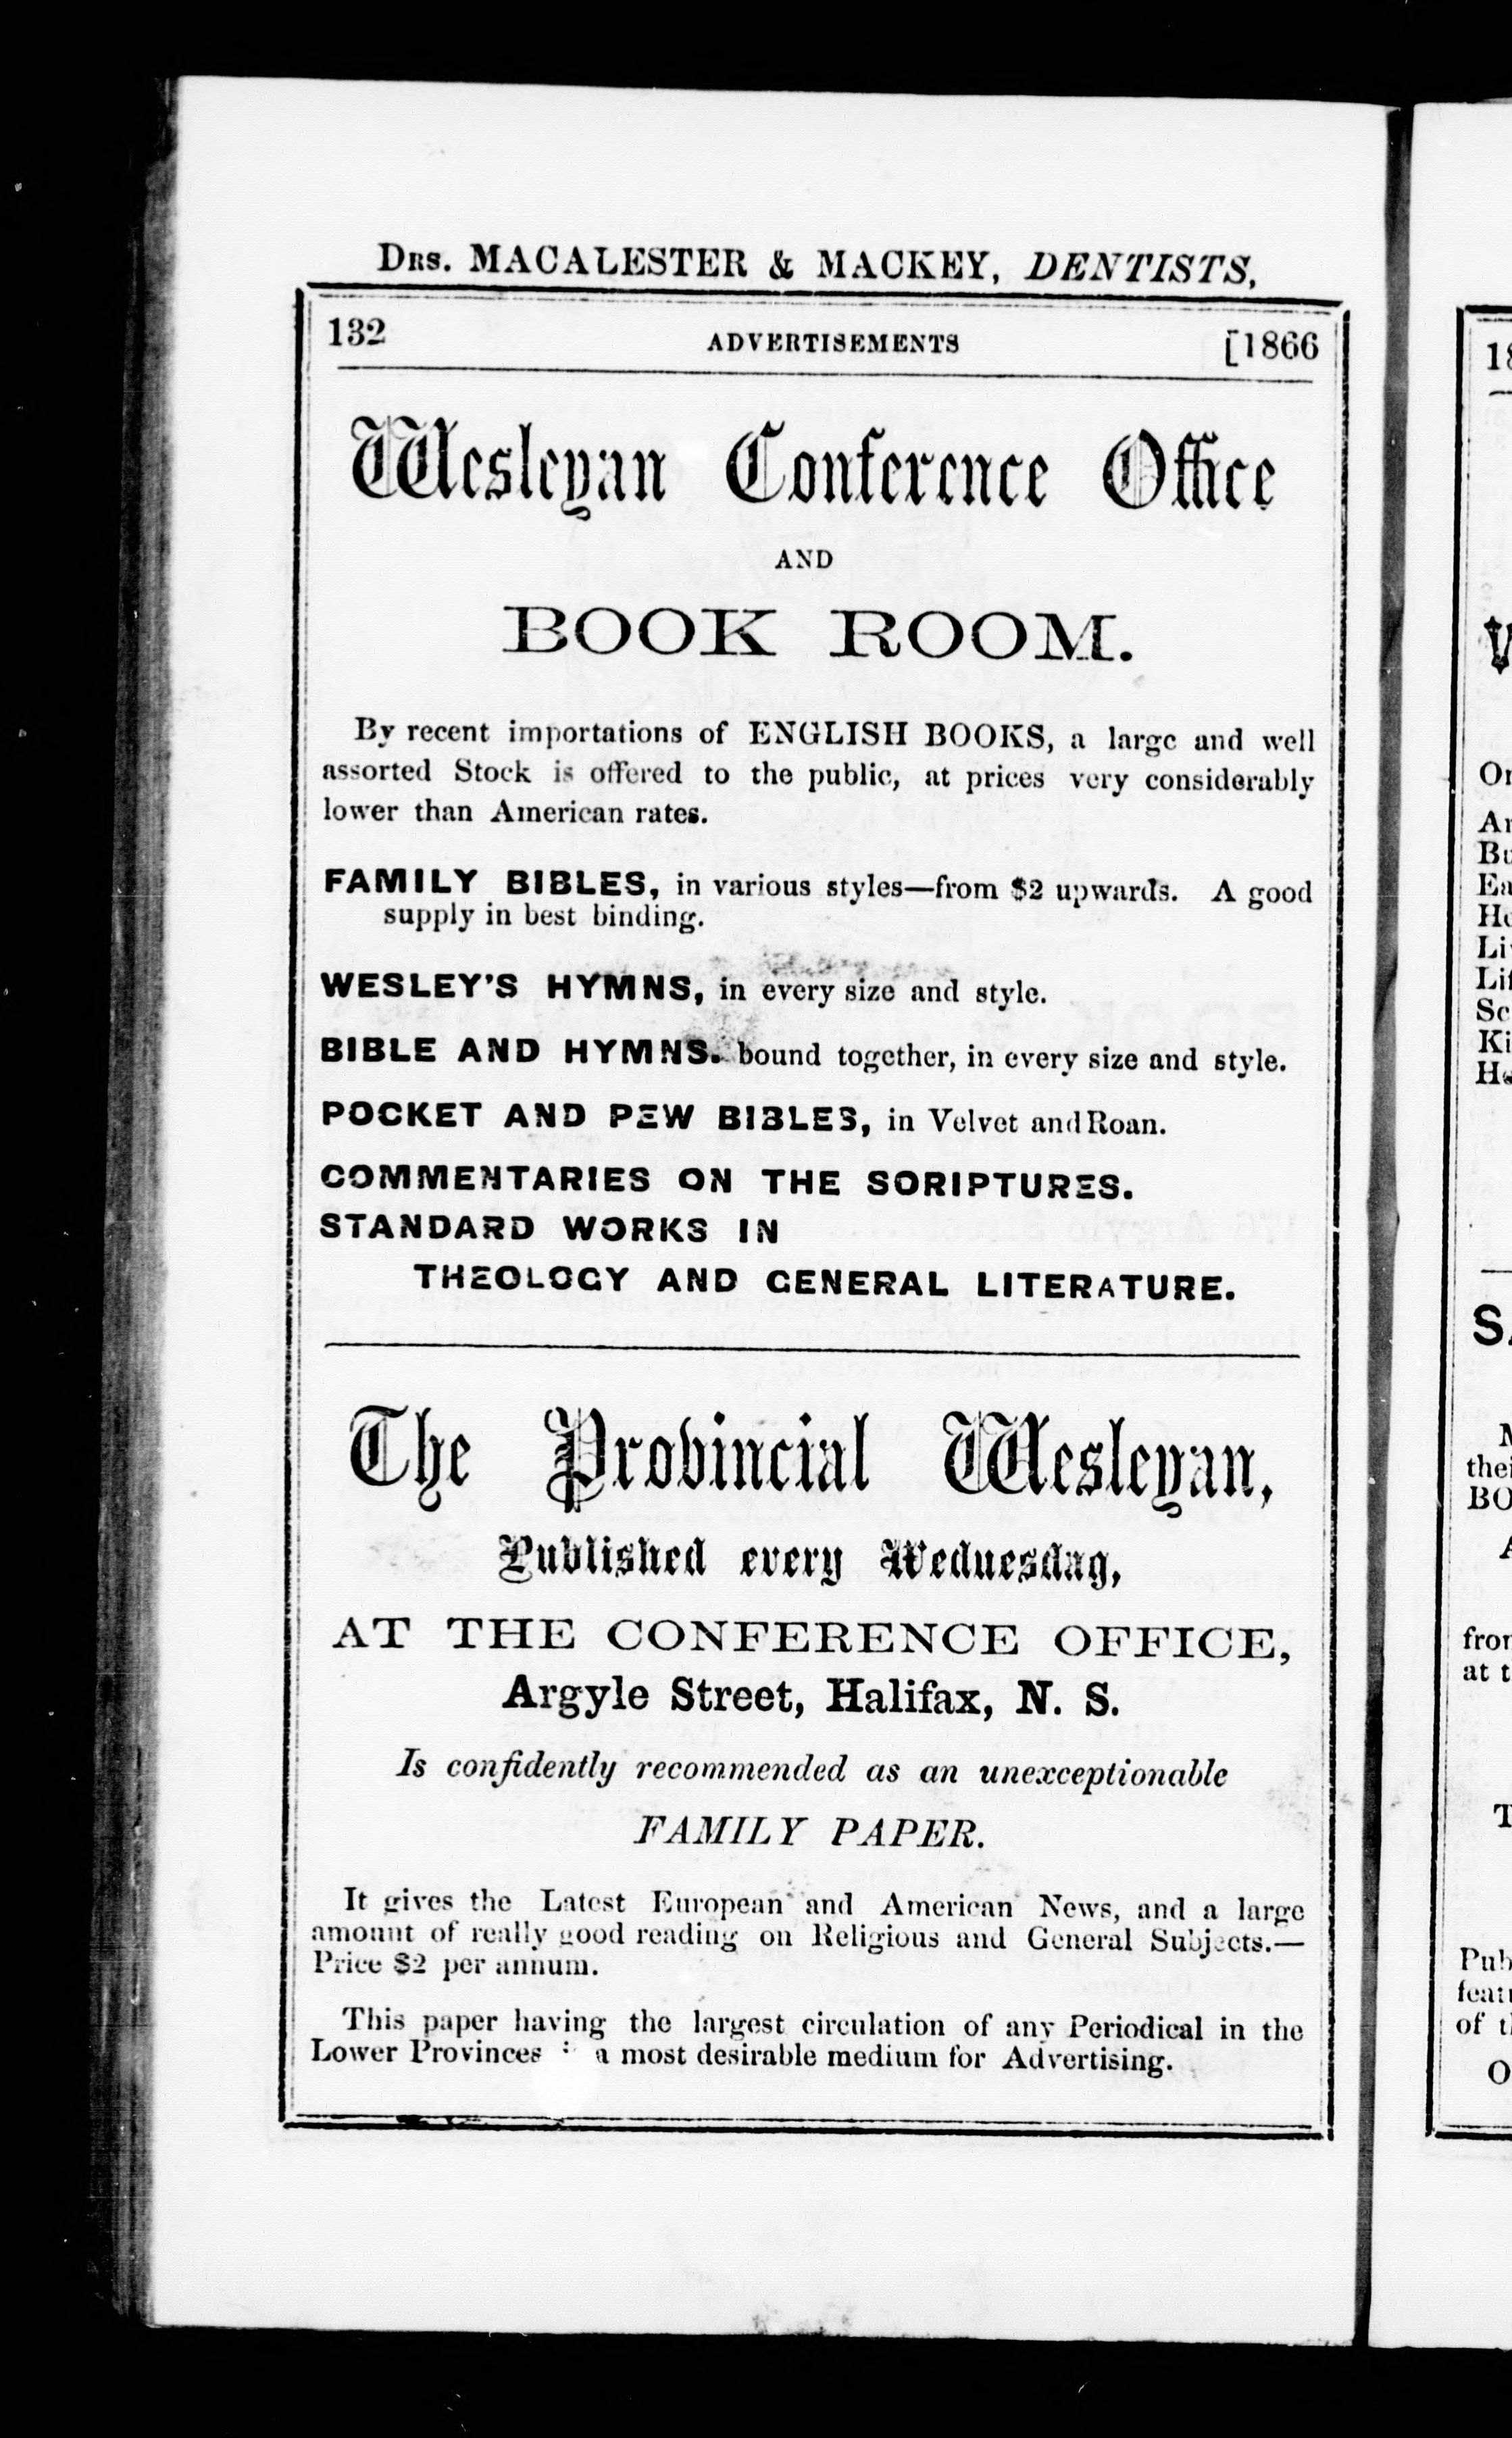 DRS. MACALESTER & MACKEY, DENTISTS,
132 ADVERTISEMENTS [1866
Wesleyan Conference Office
AND
BOOK ROOM.
By recent importations of ENGLISH BOOKS, a large and well
assorted Stock is offered to the public, at prices very considerably
lower than American rates.
FAMILY BIBLES, in various styles—from $2 upwards. A good
supply in best binding.
WESLEY'S HYMNS, in every size and style.
BIBLE AND HYMNS. bound together, in every size and style.
POCKET AND PEW BIBLES, in Velvet and Roan.
COMMENTARIES ON THE SCRIPTURES.
STANDARD WORKS IN
THEOLOGY AND GENERAL LITERATURE.
The Provincial Wesleyan,
Published every Wednesday,
AT THE CONFERENCE OFFICE,
Argyle Street, Halifax, N. S.
Is confidently recommended as an unexceptionable
FAMILY PAPER.
It gives the Latest European and American News, and a large
amount of really good reading on Religious and General Subjects.—
Price $2 per annum.
This paper having the largest circulation of any Periodical in the
Lower Provinces a most desirable medium for Advertising.